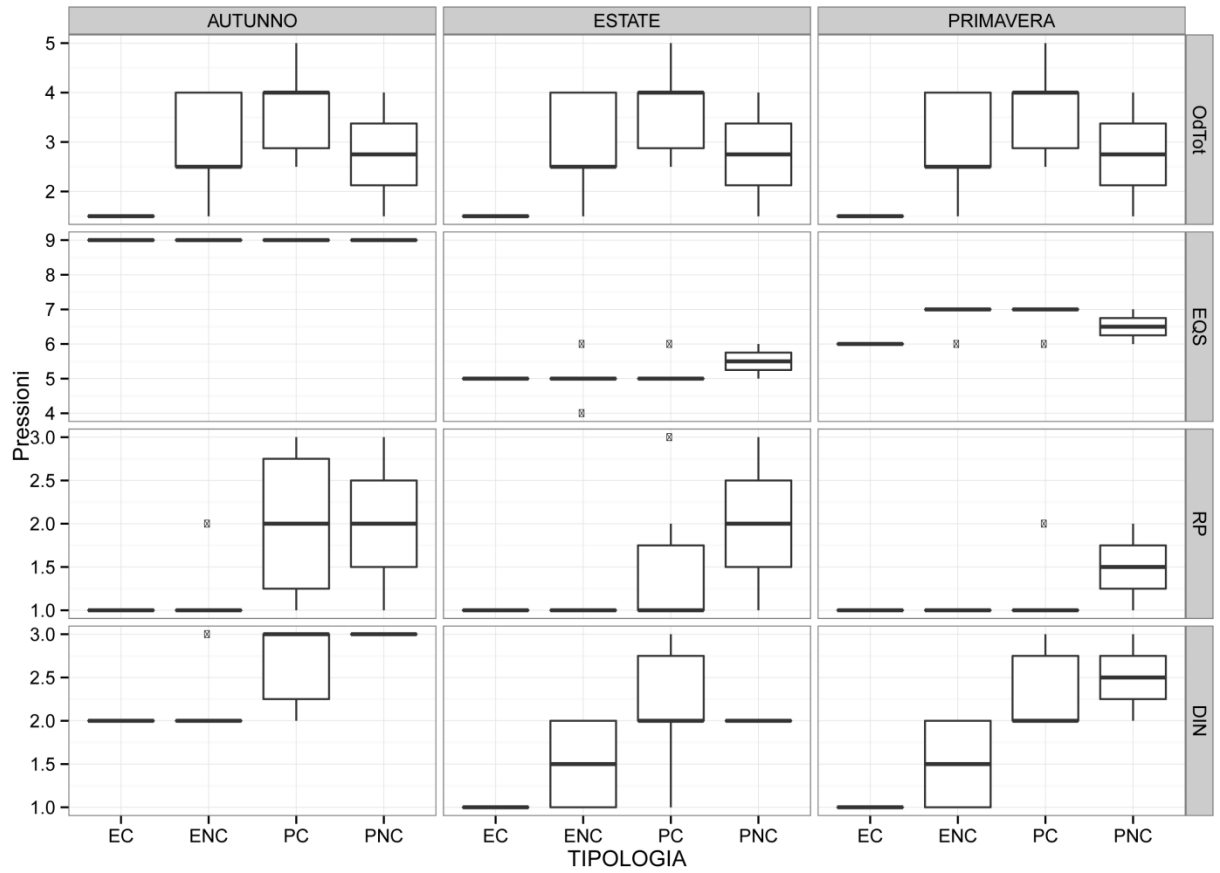 AUTUNNO ESTATE PRIMAVERA
5
4
3
2
OdTot
9
8
7
6
5
4
EQS
3.0
2.5
2.0
1.5
1.0
RP
3.0
2.5
2.0
1.5
1.0
DIN
Pressioni
EC ENC PC PNC EC ENC PC PNC EC ENC PC PNC
TIPOLOGIA